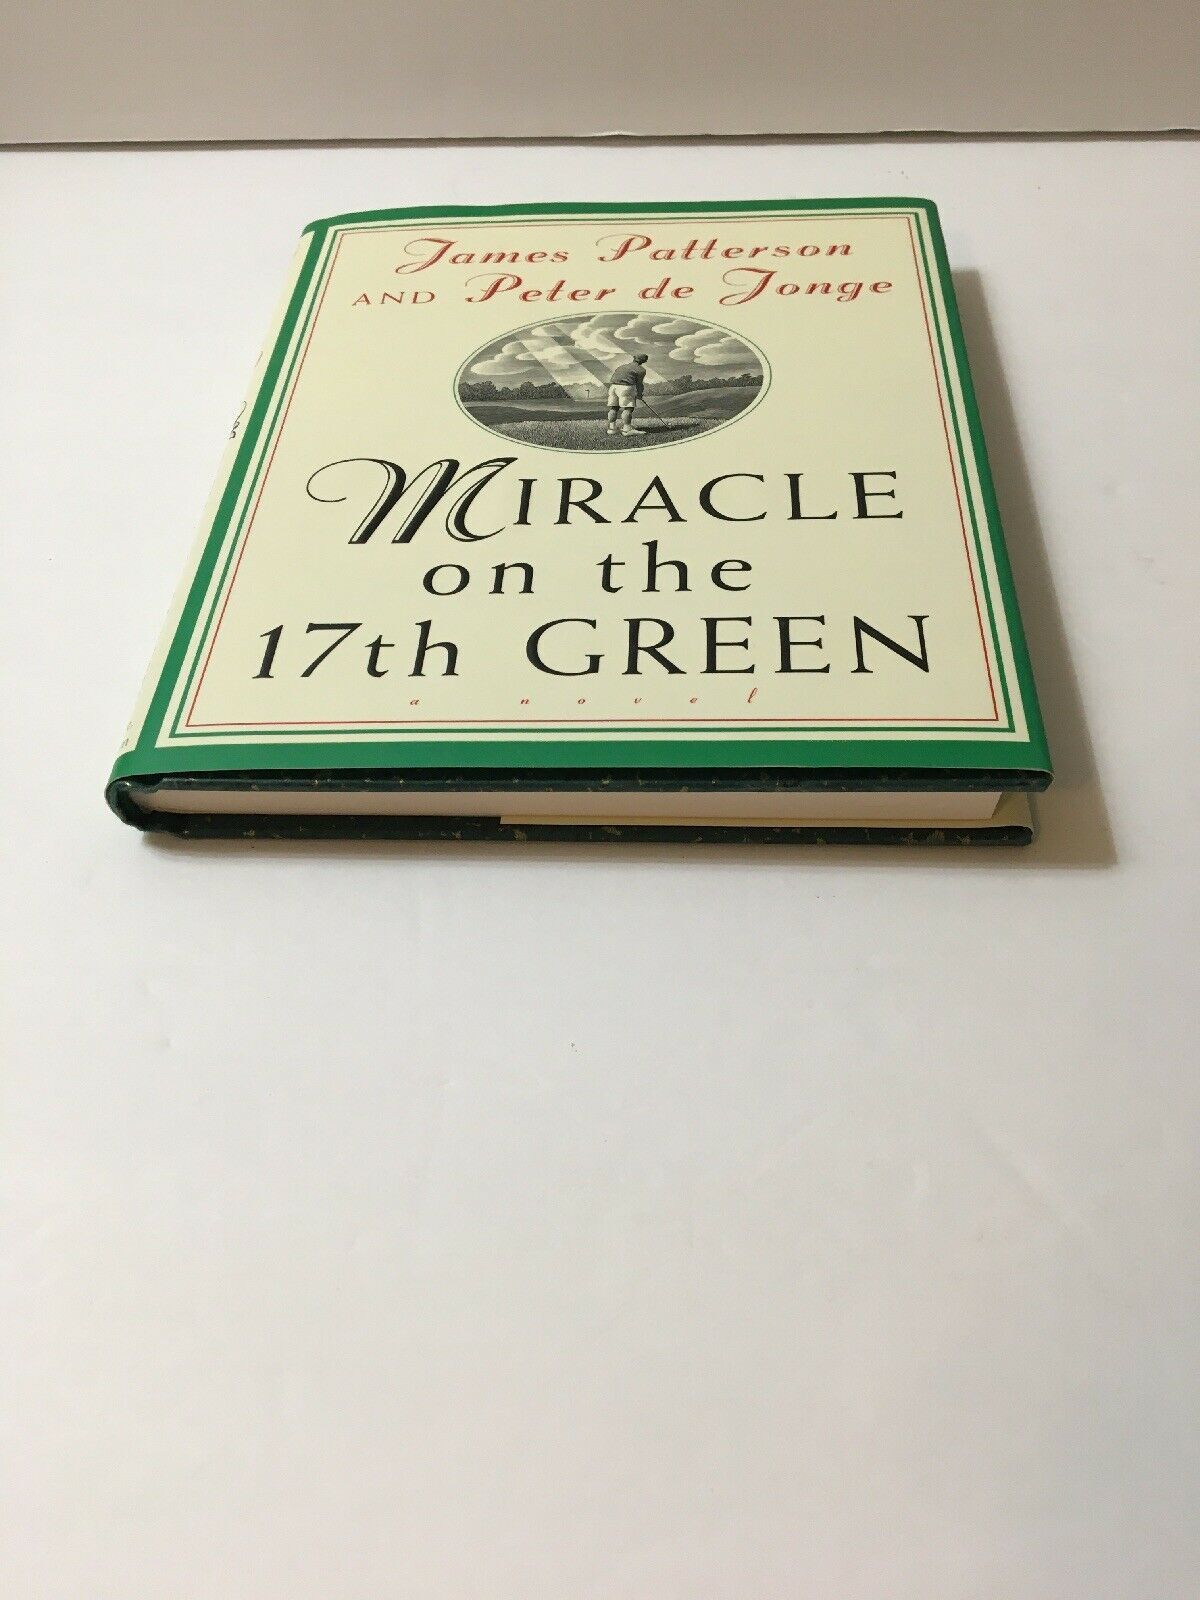 James Patterson
AND Peter de Jonge
MIRACLE
on the
17th GREEN
a novel